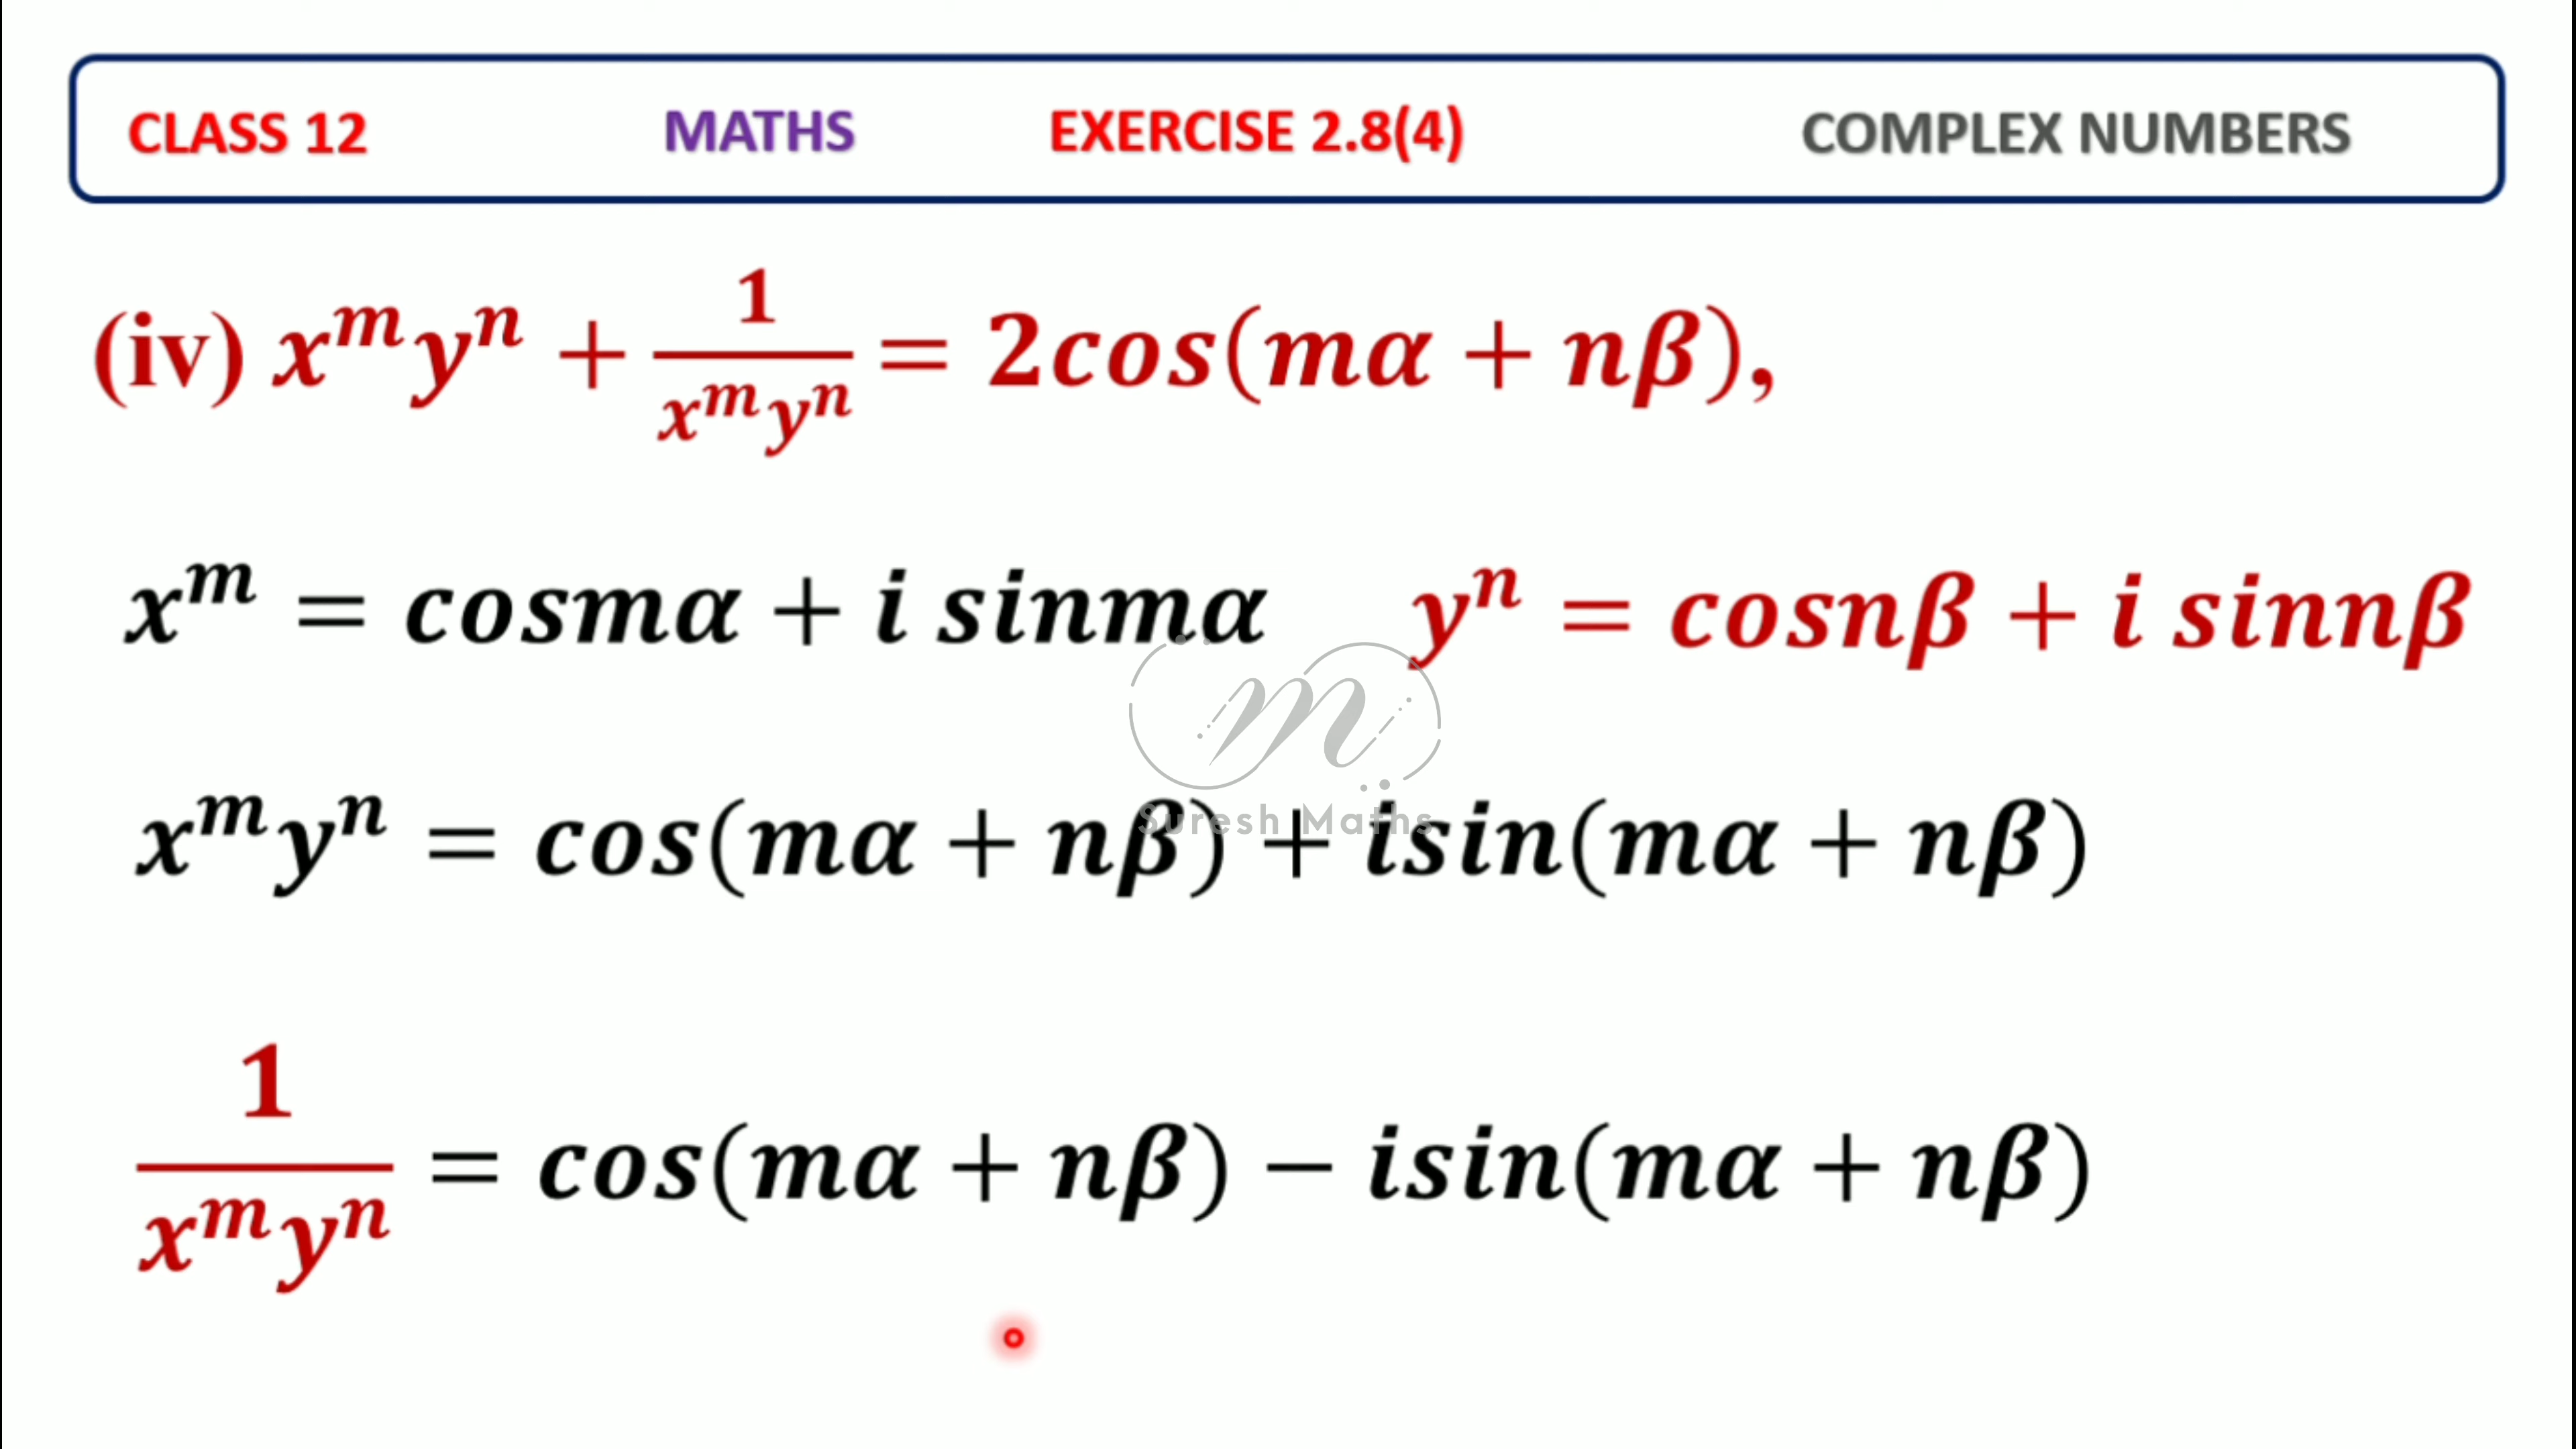 CLASS 12 MATHS EXERCISE 2.8(4) COMPLEX NUMBERS
(iv) x^m y^n + 1/(x^m y^n) = 2cos(mα + nβ),
x^m = cosmα + i sinmα y^n = cosnβ + i sinnβ
x^m y^n = cos(mα + nβ) + isin(mα + nβ)
m
Suresh Maths
1/(x^m y^n) = cos(mα + nβ) − isin(mα + nβ)